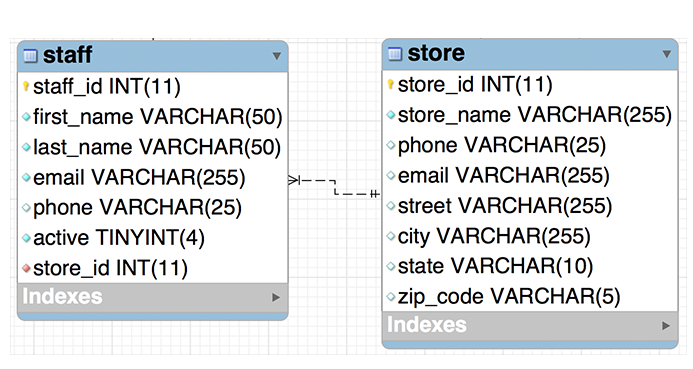 staff
staff_id INT(11)
first_name VARCHAR(50)
last_name VARCHAR(50)
email VARCHAR(255)
phone VARCHAR(25)
active TINYINT(4)
store_id INT(11)
Indexes
store
store_id INT(11)
store_name VARCHAR(255)
phone VARCHAR(25)
email VARCHAR(255)
street VARCHAR(255)
city VARCHAR(255)
state VARCHAR(10)
zip_code VARCHAR(5)
Indexes